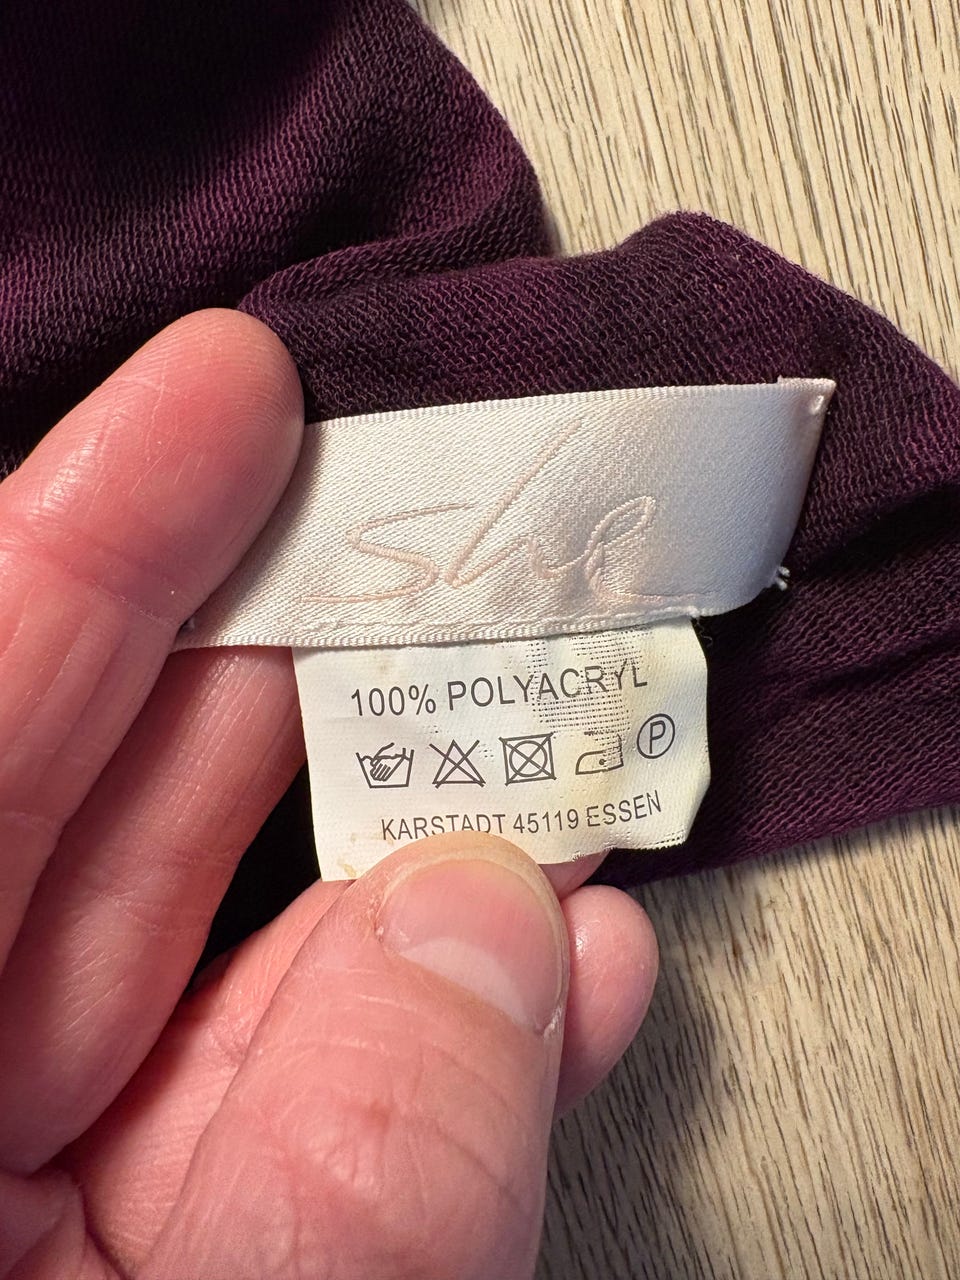 she
100% POLYACRYL
P
KARSTADT 45119 ESSEN